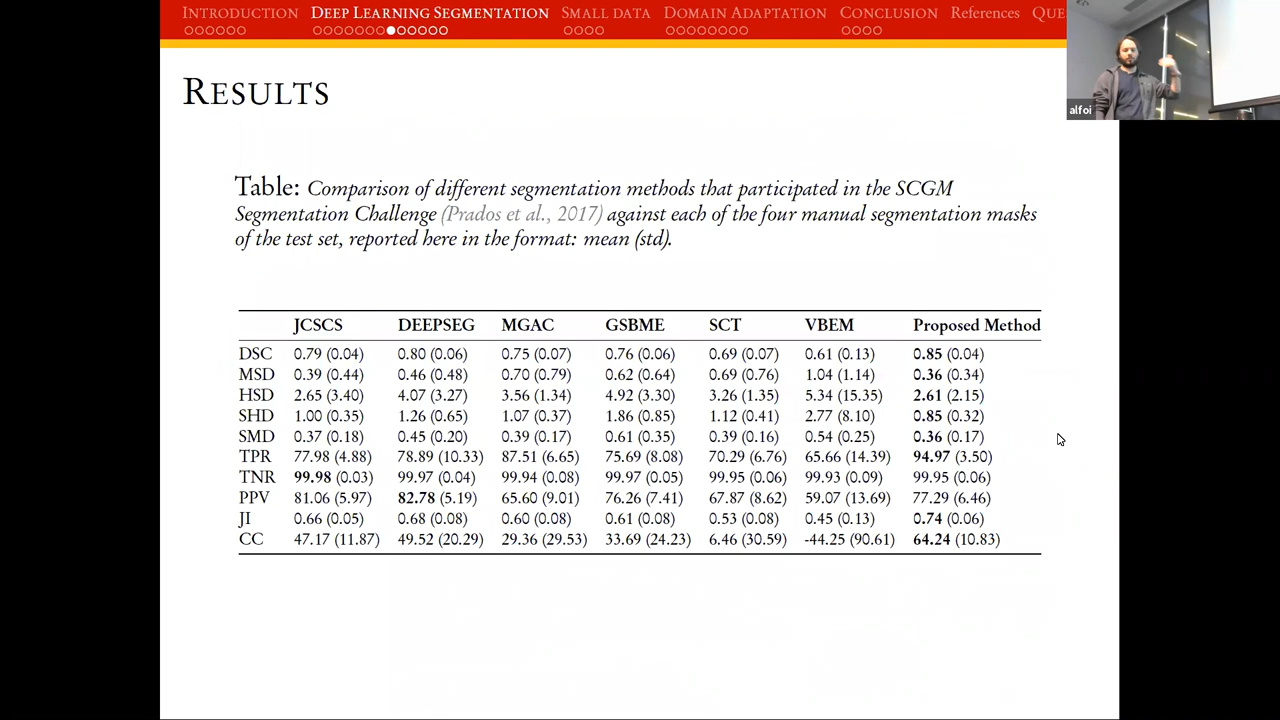 INTRODUCTION DEEP LEARNING SEGMENTATION SMALL DATA DOMAIN ADAPTATION CONCLUSION References QUE
alfoi
RESULTS
Table: Comparison of different segmentation methods that participated in the SCGM
Segmentation Challenge (Prados et al., 2017) against each of the four manual segmentation masks
of the test set, reported here in the format: mean (std).
JCSCS DEEPSEG MGAC GSBME SCT VBEM Proposed Method
DSC 0.79 (0.04) 0.80 (0.06) 0.75 (0.07) 0.76 (0.06) 0.69 (0.07) 0.61 (0.13) 0.85 (0.04)
MSD 0.39 (0.44) 0.46 (0.48) 0.70 (0.79) 0.62 (0.64) 0.69 (0.76) 1.04 (1.14) 0.36 (0.34)
HSD 2.65 (3.40) 4.07 (3.27) 3.56 (1.34) 4.92 (3.30) 3.26 (1.35) 5.34 (15.35) 2.61 (2.15)
SHD 1.00 (0.35) 1.26 (0.65) 1.07 (0.37) 1.86 (0.85) 1.12 (0.41) 2.77 (8.10) 0.85 (0.32)
SMD 0.37 (0.18) 0.45 (0.20) 0.39 (0.17) 0.61 (0.35) 0.39 (0.16) 0.54 (0.25) 0.36 (0.17)
TPR 77.98 (4.88) 78.89 (10.33) 87.51 (6.65) 75.69 (8.08) 70.29 (6.76) 65.66 (14.39) 94.97 (3.50)
TNR 99.98 (0.03) 99.97 (0.04) 99.94 (0.08) 99.97 (0.05) 99.95 (0.06) 99.93 (0.09) 99.95 (0.06)
PPV 81.06 (5.97) 82.78 (5.19) 65.60 (9.01) 76.26 (7.41) 67.87 (8.62) 59.07 (13.69) 77.29 (6.46)
JI 0.66 (0.05) 0.68 (0.08) 0.60 (0.08) 0.61 (0.08) 0.53 (0.08) 0.45 (0.13) 0.74 (0.06)
CC 47.17 (11.87) 49.52 (20.29) 29.36 (29.53) 33.69 (24.23) 6.46 (30.59) -44.25 (90.61) 64.24 (10.83)